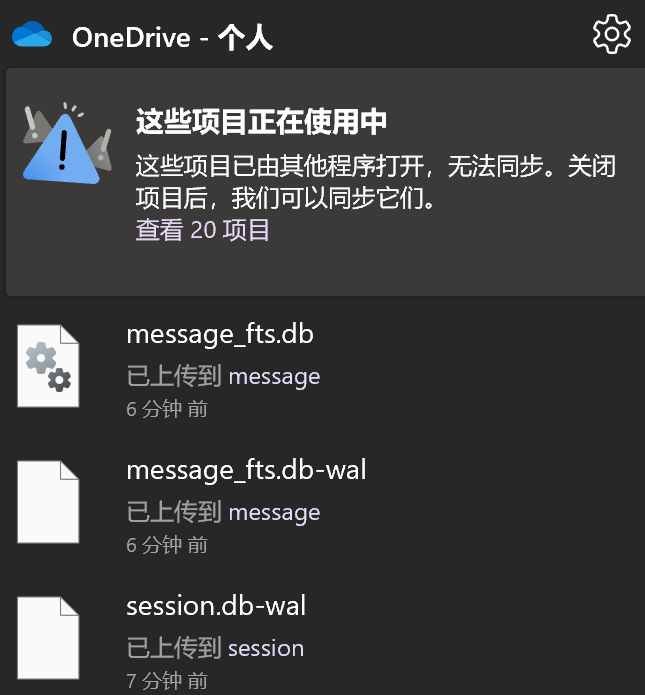 OneDrive - 个人
这些项目正在使用中
这些项目已由其他程序打开，无法同步。关闭
项目后，我们可以同步它们。
查看 20 项目
message_fts.db
已上传到 message
6 分钟 前
message_fts.db-wal
已上传到 message
6 分钟 前
session.db-wal
已上传到 session
7 分钟 前